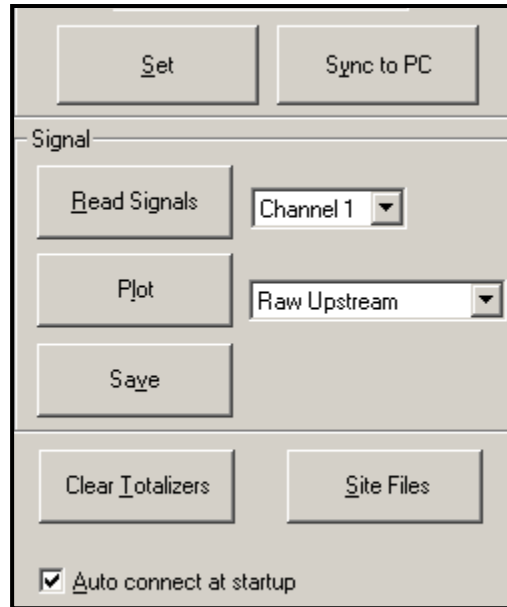 Set
Sync to PC
Signal
Read Signals
Channel 1
Plot
Raw Upstream
Save
Clear Totalizers
Site Files
Auto connect at startup